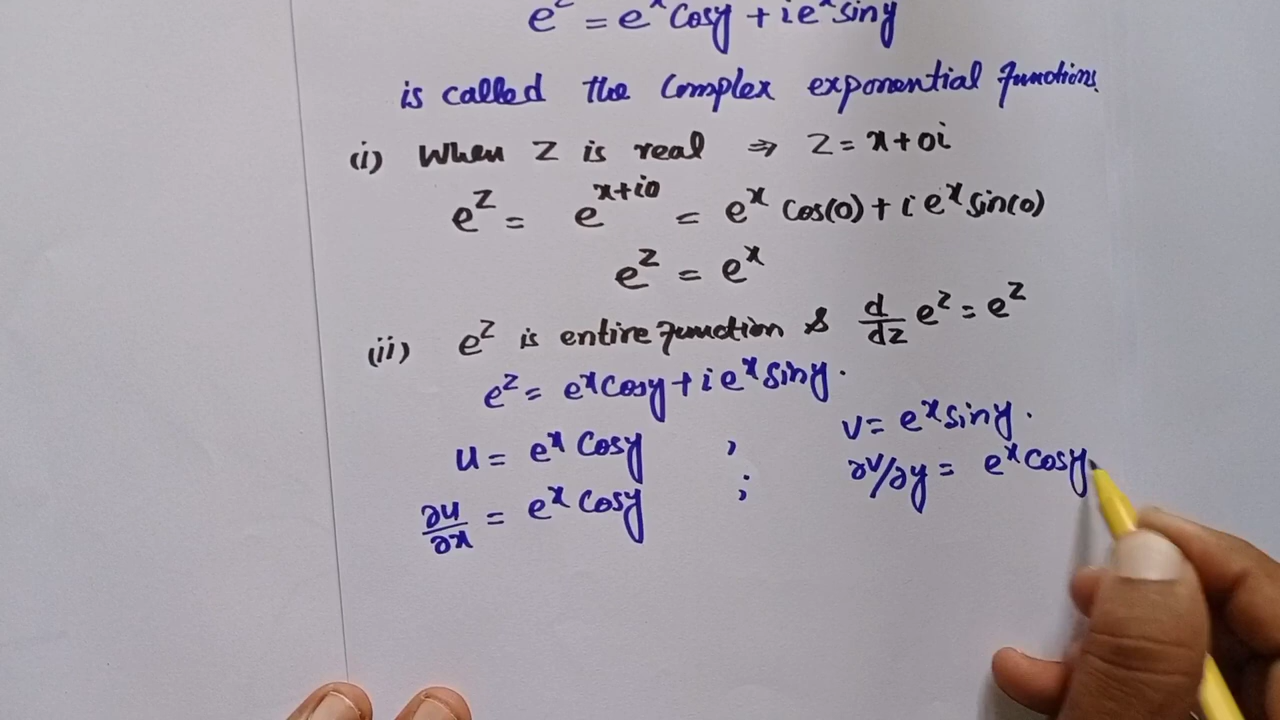 e^z = e^x Cosy + ie^x siny
is called the Complex exponential functions
(i) When Z is real ⇒ Z = x+0i
e^z = e^(x+i0) = e^x Cos(0) + i e^x sin(0)
e^z = e^x
(ii) e^z is entire function & d/dz e^z = e^z
e^z = e^x Cosy + i e^x siny.
u = e^x Cosy , v = e^x siny.
∂u/∂x = e^x Cosy ; ∂v/∂y = e^x Cosy